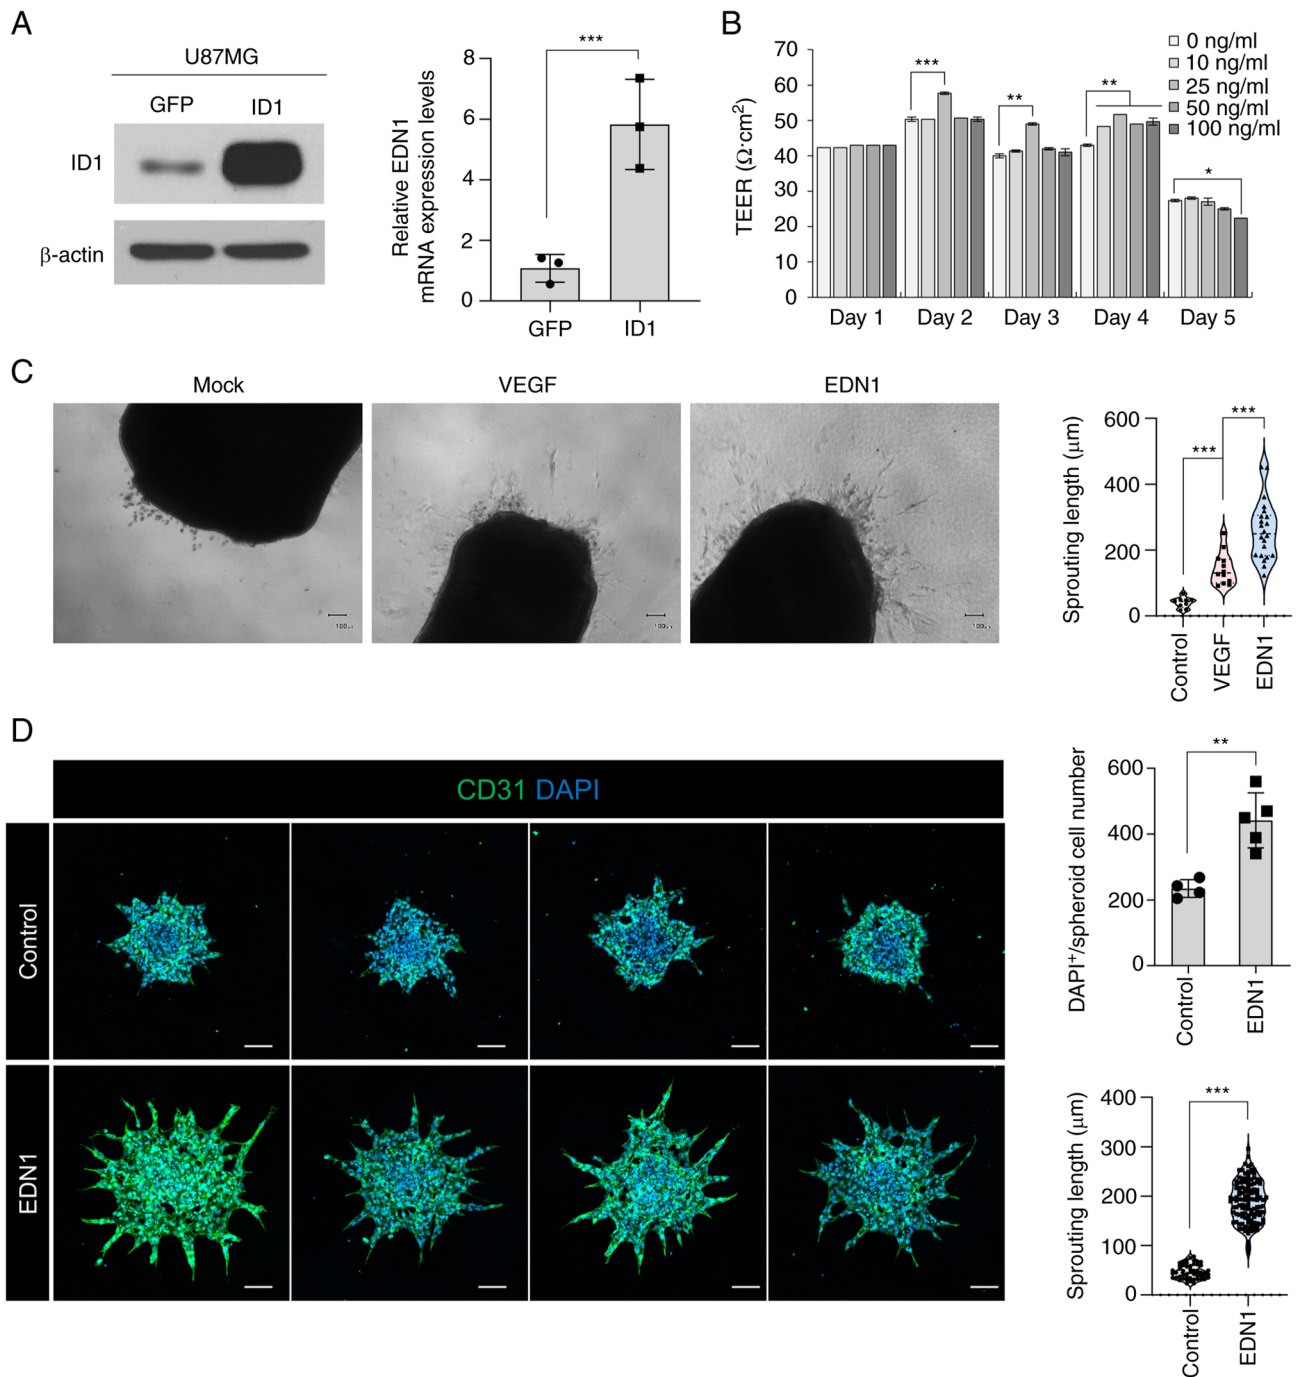 A
U87MG
GFP ID1
ID1
β-actin
Relative EDN1
mRNA expression levels
8
6
4
2
0
***
GFP ID1
B
TEER (Ω·cm²)
70
60
50
40
30
20
10
0
***
**
**
*
0 ng/ml
10 ng/ml
25 ng/ml
50 ng/ml
100 ng/ml
Day 1 Day 2 Day 3 Day 4 Day 5
C
Mock VEGF EDN1
100μm
100μm
100μm
Sprouting length (μm)
600
400
200
0
***
***
Control
VEGF
EDN1
D
CD31 DAPI
Control
EDN1
DAPI⁺/spheroid cell number
600
400
200
0
**
Control
EDN1
Sprouting length (μm)
400
300
200
100
0
***
Control
EDN1